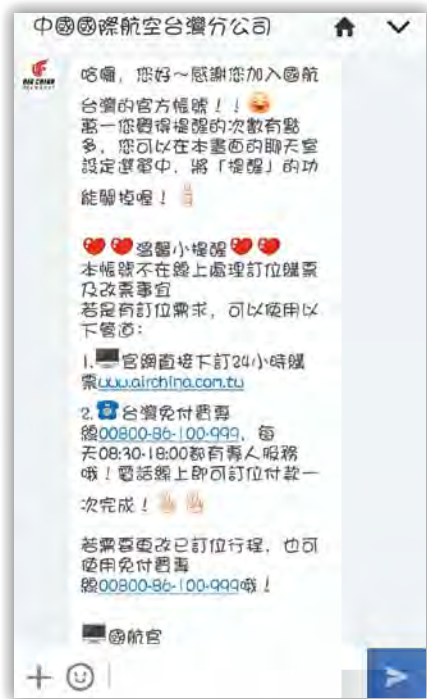 中國國際航空台灣分公司
AIR CHINA
哈囉, 您好~感謝您加入國航
台灣的官方帳號!!
萬一您覺得提醒的次數有點
多, 您可以在本畫面的聊天室
設定選單中, 將「提醒」的功
能關掉喔!
溫馨小提醒
本帳號不在線上處理訂位購票
及改票事宜
若是有訂位需求, 可以使用以
下管道:
1.官網直接下訂24小時購
票www.airchina.com.tw
2.台灣免付費專
線00800-86-100-999, 每
天08:30-18:00都有專人服務
哦!電話線上即可訂位付款一
次完成!
若需要更改已訂位行程, 也可
使用免付費專
線00800-86-100-999哦!
國航官